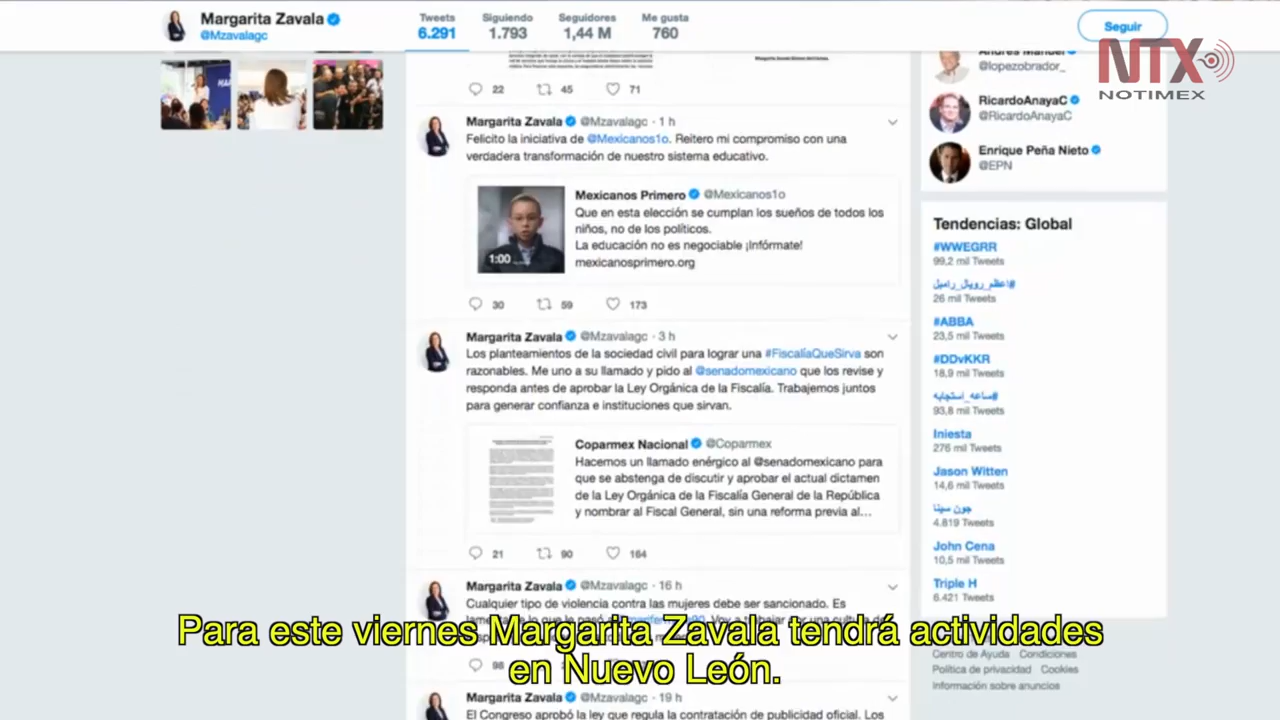 Margarita Zavala
@Mzavalagc
Tweets
6.291
Siguiendo
1.793
Seguidores
1,44 M
Me gusta
760
Seguir
NTX
NOTIMEX
22
45
71
Margarita Zavala @Mzavalagc · 1 h
Felicito la iniciativa de @Mexicanos1o. Reitero mi compromiso con una
verdadera transformación de nuestro sistema educativo.
Mexicanos Primero @Mexicanos1o
Que en esta elección se cumplan los sueños de todos los
niños, no de los políticos.
La educación no es negociable ¡Infórmate!
mexicanosprimero.org
1:00
30
59
173
Margarita Zavala @Mzavalagc · 3 h
Los planteamientos de la sociedad civil para lograr una #FiscalíaQueSirva son
razonables. Me uno a su llamado y pido al @senadomexicano que los revise y
responda antes de aprobar la Ley Orgánica de la Fiscalía. Trabajemos juntos
para generar confianza e instituciones que sirvan.
Coparmex Nacional @Coparmex
Hacemos un llamado enérgico al @senadomexicano para
que se abstenga de discutir y aprobar el actual dictamen
de la Ley Orgánica de la Fiscalía General de la República
y nombrar al Fiscal General, sin una reforma previa al...
21
90
164
Margarita Zavala @Mzavalagc · 16 h
Cualquier tipo de violencia contra las mujeres debe ser sancionado. Es
98
Margarita Zavala @Mzavalagc · 19 h
El Congreso aprobó la ley que regula la contratación de publicidad oficial. Los
Andrés Manuel
@lopezobrador_
RicardoAnayaC
@RicardoAnayaC
Enrique Peña Nieto
@EPN
Tendencias: Global
#WWEGRR
99,2 mil Tweets
#اعظم_رويال_رامبل
26 mil Tweets
#ABBA
23,5 mil Tweets
#DDvKKR
18,9 mil Tweets
#ساعه_استجابه
93,8 mil Tweets
Iniesta
276 mil Tweets
Jason Witten
14,6 mil Tweets
جون سينا
4.819 Tweets
John Cena
10,5 mil Tweets
Triple H
6.421 Tweets
Centro de Ayuda Condiciones
Política de privacidad Cookies
Información sobre anuncios
Para este viernes Margarita Zavala tendrá actividades
en Nuevo León.